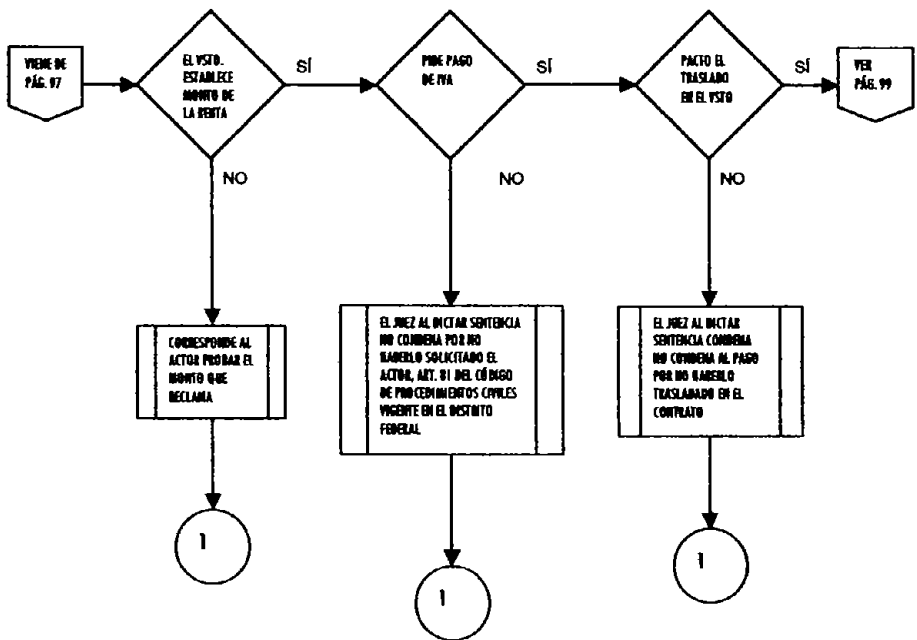 VIENE DE
PÁG. 97
EL VSTO.
ESTABLECE
MONTO DE
LA RENTA
SÍ
PIDE PAGO
DE IVA
SÍ
PACTO EL
TRASLADO
EN EL VSTO
SÍ
VER
PÁG. 99
NO
NO
NO
CORRESPONDE AL
ACTOR PROBAR EL
MONTO QUE
RECLAMA
EL JUEZ AL DICTAR SENTENCIA
NO CONDENA POR NO
HABERLO SOLICITADO EL
ACTOR, ART. 81 DEL CÓDIGO
DE PROCEDIMIENTOS CIVILES
VIGENTE EN EL DISTRITO
FEDERAL
EL JUEZ AL DICTAR
SENTENCIA CONDENA
NO CONDENA AL PAGO
POR NO HABERLO
TRASLADADO EN EL
CONTRATO
1
1
1